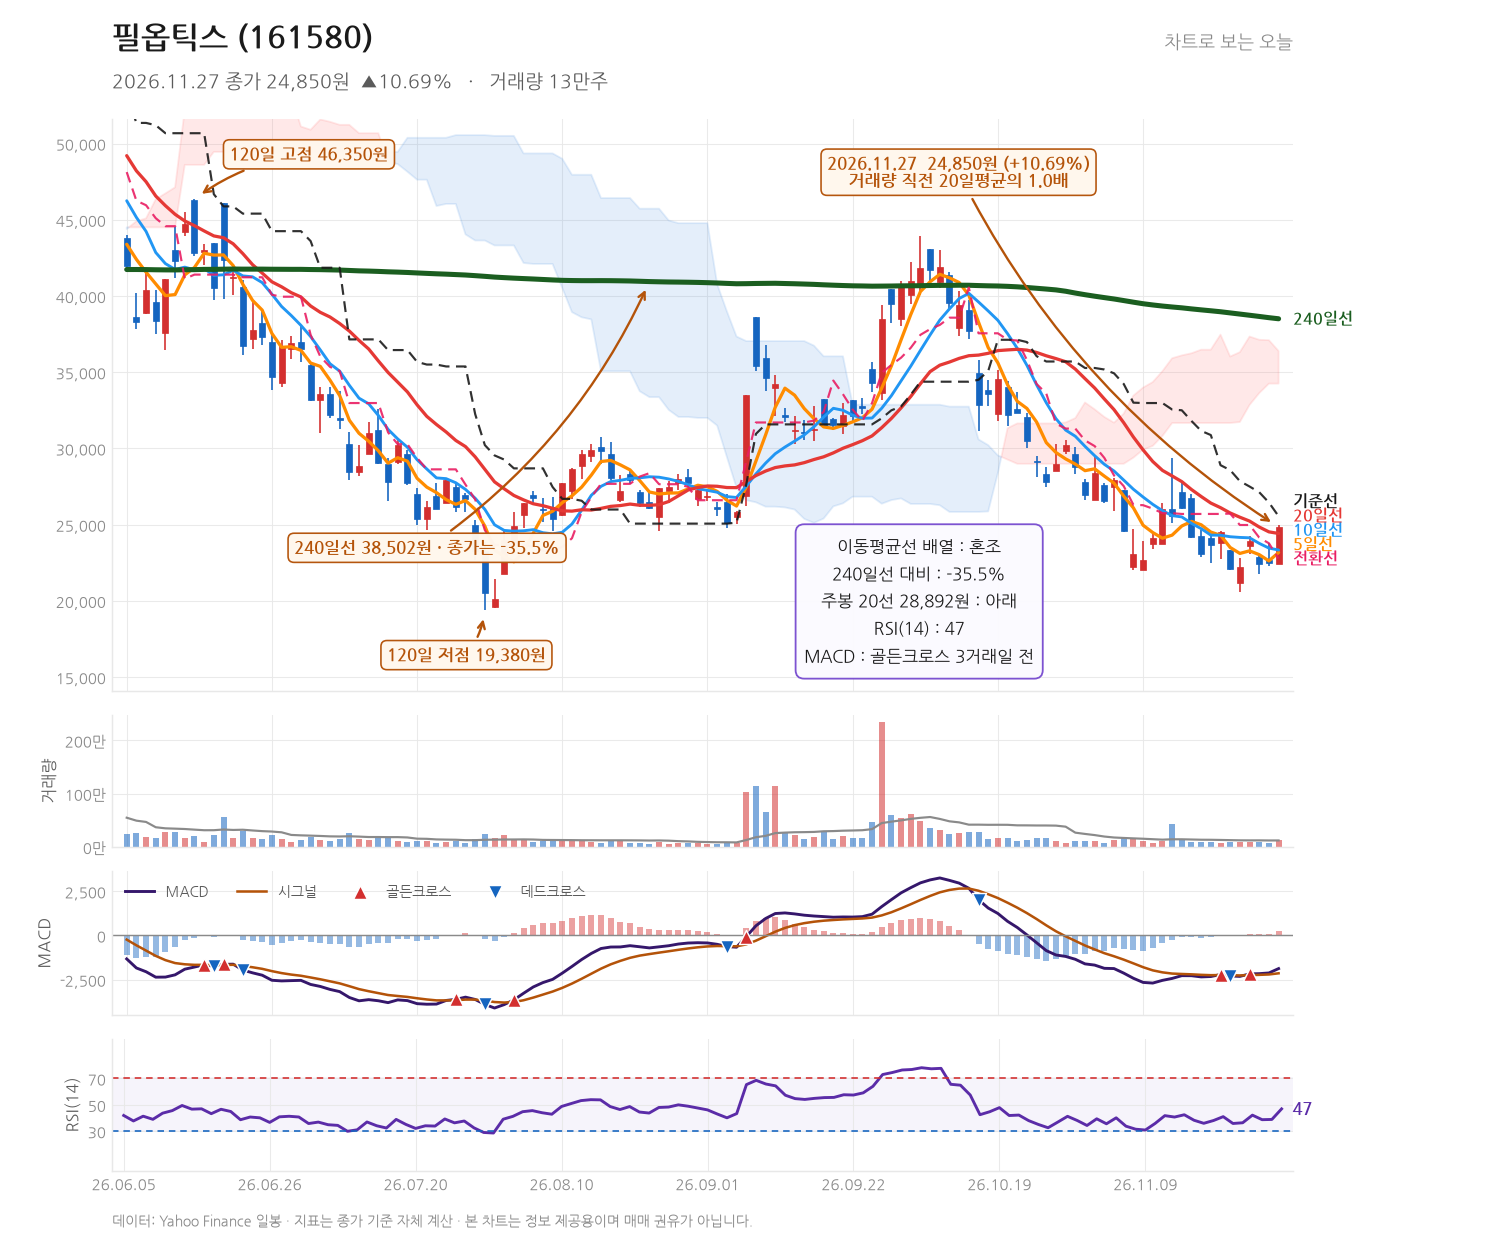 필옵틱스 (161580)
차트로 보는 오늘
2026.11.27 종가 24,850원 ▲10.69% · 거래량 13만주
50,000
45,000
40,000
35,000
30,000
25,000
20,000
15,000
120일 고점 46,350원
2026.11.27 24,850원 (+10.69%)
거래량 직전 20일평균의 1.0배
240일선
기준선
20일선
10일선
5일선
전환선
240일선 38,502원 · 종가는 -35.5%
120일 저점 19,380원
이동평균선 배열 : 혼조
240일선 대비 : -35.5%
주봉 20선 28,892원 : 아래
RSI(14) : 47
MACD : 골든크로스 3거래일 전
거래량
200만
100만
0만
MACD
2,500
0
-2,500
MACD 시그널 골든크로스 데드크로스
RSI(14)
70
50
30
47
26.06.05 26.06.26 26.07.20 26.08.10 26.09.01 26.09.22 26.10.19 26.11.09
데이터: Yahoo Finance 일봉 · 지표는 종가 기준 자체 계산 · 본 차트는 정보 제공용이며 매매 권유가 아닙니다.